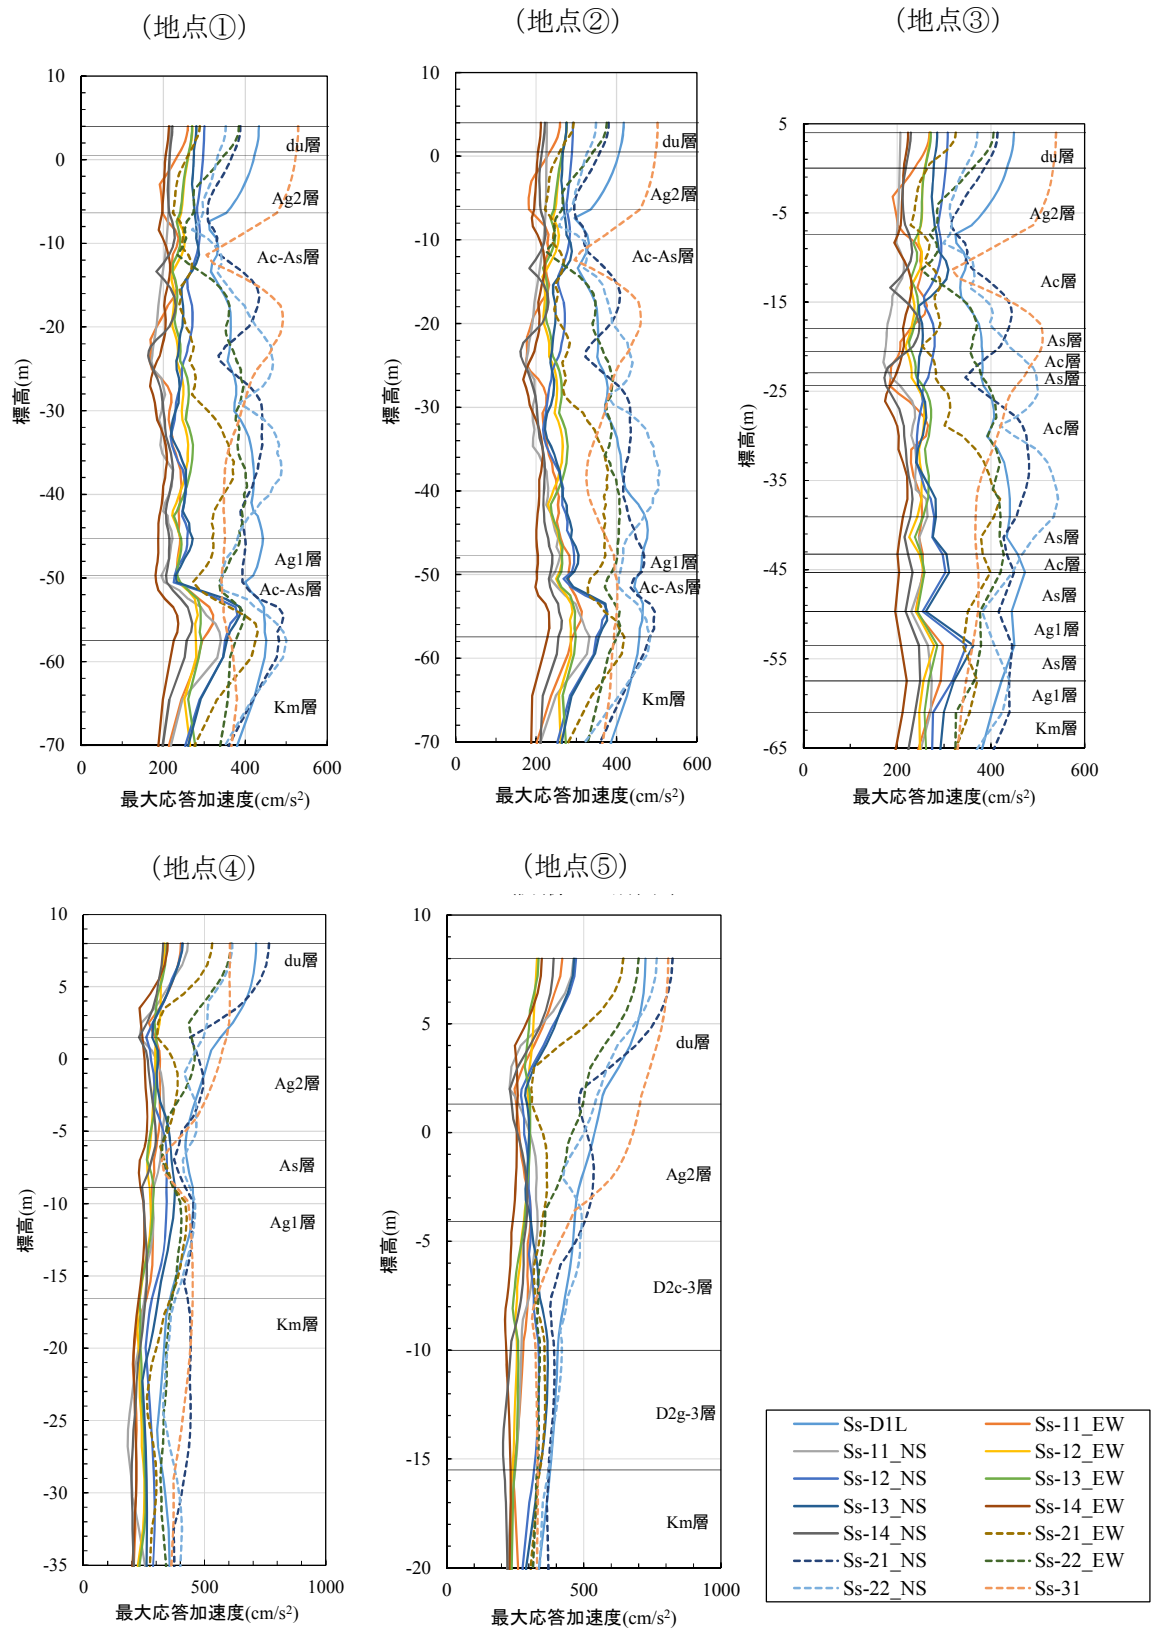 （地点①）
10
0
-10
-20
-30
-40
-50
-60
-70
標高(m)
du層
Ag2層
Ac-As層
Ag1層
Ac-As層
Km層
0
200
400
600
最大応答加速度(cm/s²)
（地点②）
10
0
-10
-20
-30
-40
-50
-60
-70
標高(m)
du層
Ag2層
Ac-As層
Ag1層
Ac-As層
Km層
0
200
400
600
最大応答加速度(cm/s²)
（地点③）
5
-5
-15
-25
-35
-45
-55
-65
標高(m)
du層
Ag2層
Ac層
As層
Ac層
As層
Ac層
As層
Ac層
As層
Ag1層
As層
Ag1層
Km層
0
200
400
600
最大応答加速度(cm/s²)
（地点④）
10
5
0
-5
-10
-15
-20
-25
-30
-35
標高(m)
du層
Ag2層
As層
Ag1層
Km層
0
500
1000
最大応答加速度(cm/s²)
（地点⑤）
10
5
0
-5
-10
-15
-20
標高(m)
du層
Ag2層
D2c-3層
D2g-3層
Km層
0
500
1000
最大応答加速度(cm/s²)
Ss-D1L
Ss-11_EW
Ss-11_NS
Ss-12_EW
Ss-12_NS
Ss-13_EW
Ss-13_NS
Ss-14_EW
Ss-14_NS
Ss-21_EW
Ss-21_NS
Ss-22_EW
Ss-22_NS
Ss-31